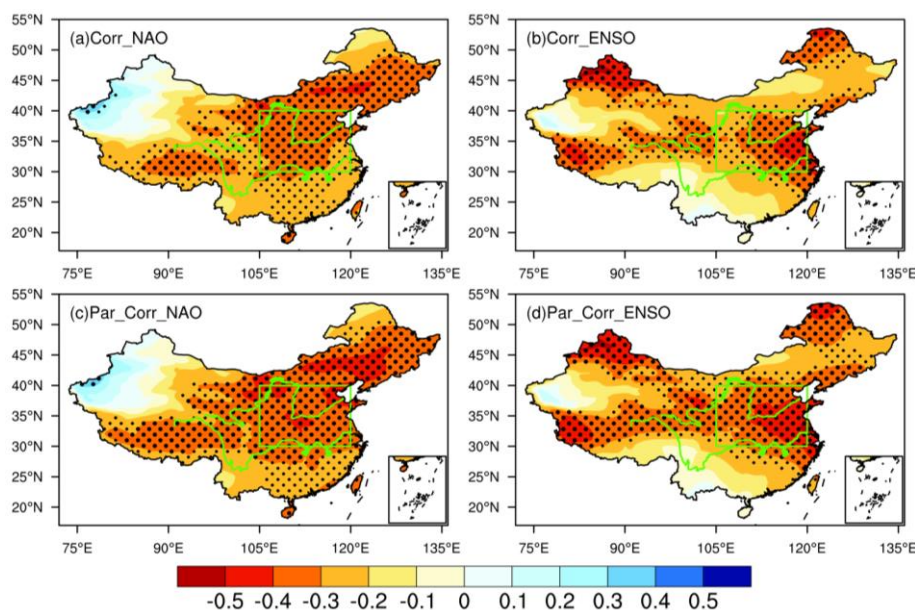 55°N
50°N
45°N
40°N
35°N
30°N
25°N
20°N
(a)Corr_NAO
75°E 90°E 105°E 120°E 135°E
(b)Corr_ENSO
55°N
50°N
45°N
40°N
35°N
30°N
25°N
20°N
75°E 90°E 105°E 120°E 135°E
55°N
50°N
45°N
40°N
35°N
30°N
25°N
20°N
(c)Par_Corr_NAO
75°E 90°E 105°E 120°E 135°E
(d)Par_Corr_ENSO
55°N
50°N
45°N
40°N
35°N
30°N
25°N
20°N
75°E 90°E 105°E 120°E 135°E
-0.5 -0.4 -0.3 -0.2 -0.1 0 0.1 0.2 0.3 0.4 0.5